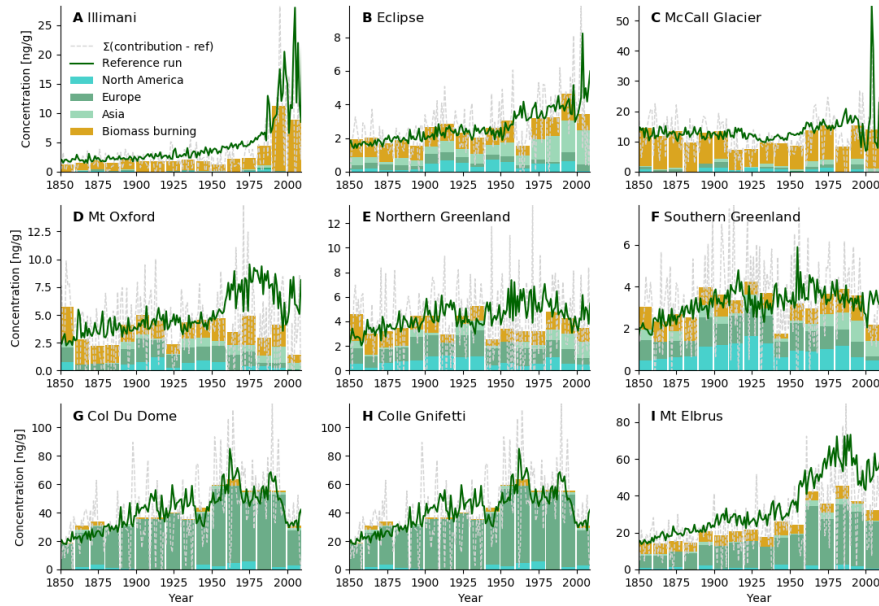 A Illimani
Concentration [ng/g]
25
20
15
10
5
0
1850 1875 1900 1925 1950 1975 2000
Σ(contribution - ref)
Reference run
North America
Europe
Asia
Biomass burning
B Eclipse
8
6
4
2
0
1850 1875 1900 1925 1950 1975 2000
C McCall Glacier
50
40
30
20
10
0
1850 1875 1900 1925 1950 1975 2000
D Mt Oxford
Concentration [ng/g]
12.5
10.0
7.5
5.0
2.5
0.0
1850 1875 1900 1925 1950 1975 2000
E Northern Greenland
12
10
8
6
4
2
0
1850 1875 1900 1925 1950 1975 2000
F Southern Greenland
6
4
2
0
1850 1875 1900 1925 1950 1975 2000
G Col Du Dome
Concentration [ng/g]
100
80
60
40
20
0
1850 1875 1900 1925 1950 1975 2000
Year
H Colle Gnifetti
100
80
60
40
20
0
1850 1875 1900 1925 1950 1975 2000
Year
I Mt Elbrus
80
60
40
20
0
1850 1875 1900 1925 1950 1975 2000
Year